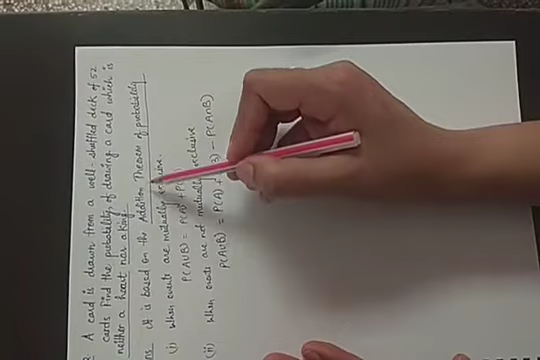 A card is drawn from a well-shuffled deck of 52
cards. Find the probability of drawing a card which is
neither a heart nor a king.
ns It is based on the Addition Theorem of probability
(i) When events are mutually
P(A∪B) = P(A) + P(
(ii) When events are not mutually exclusive
P(A∪B) = P(A) + B) - P(A∩B)